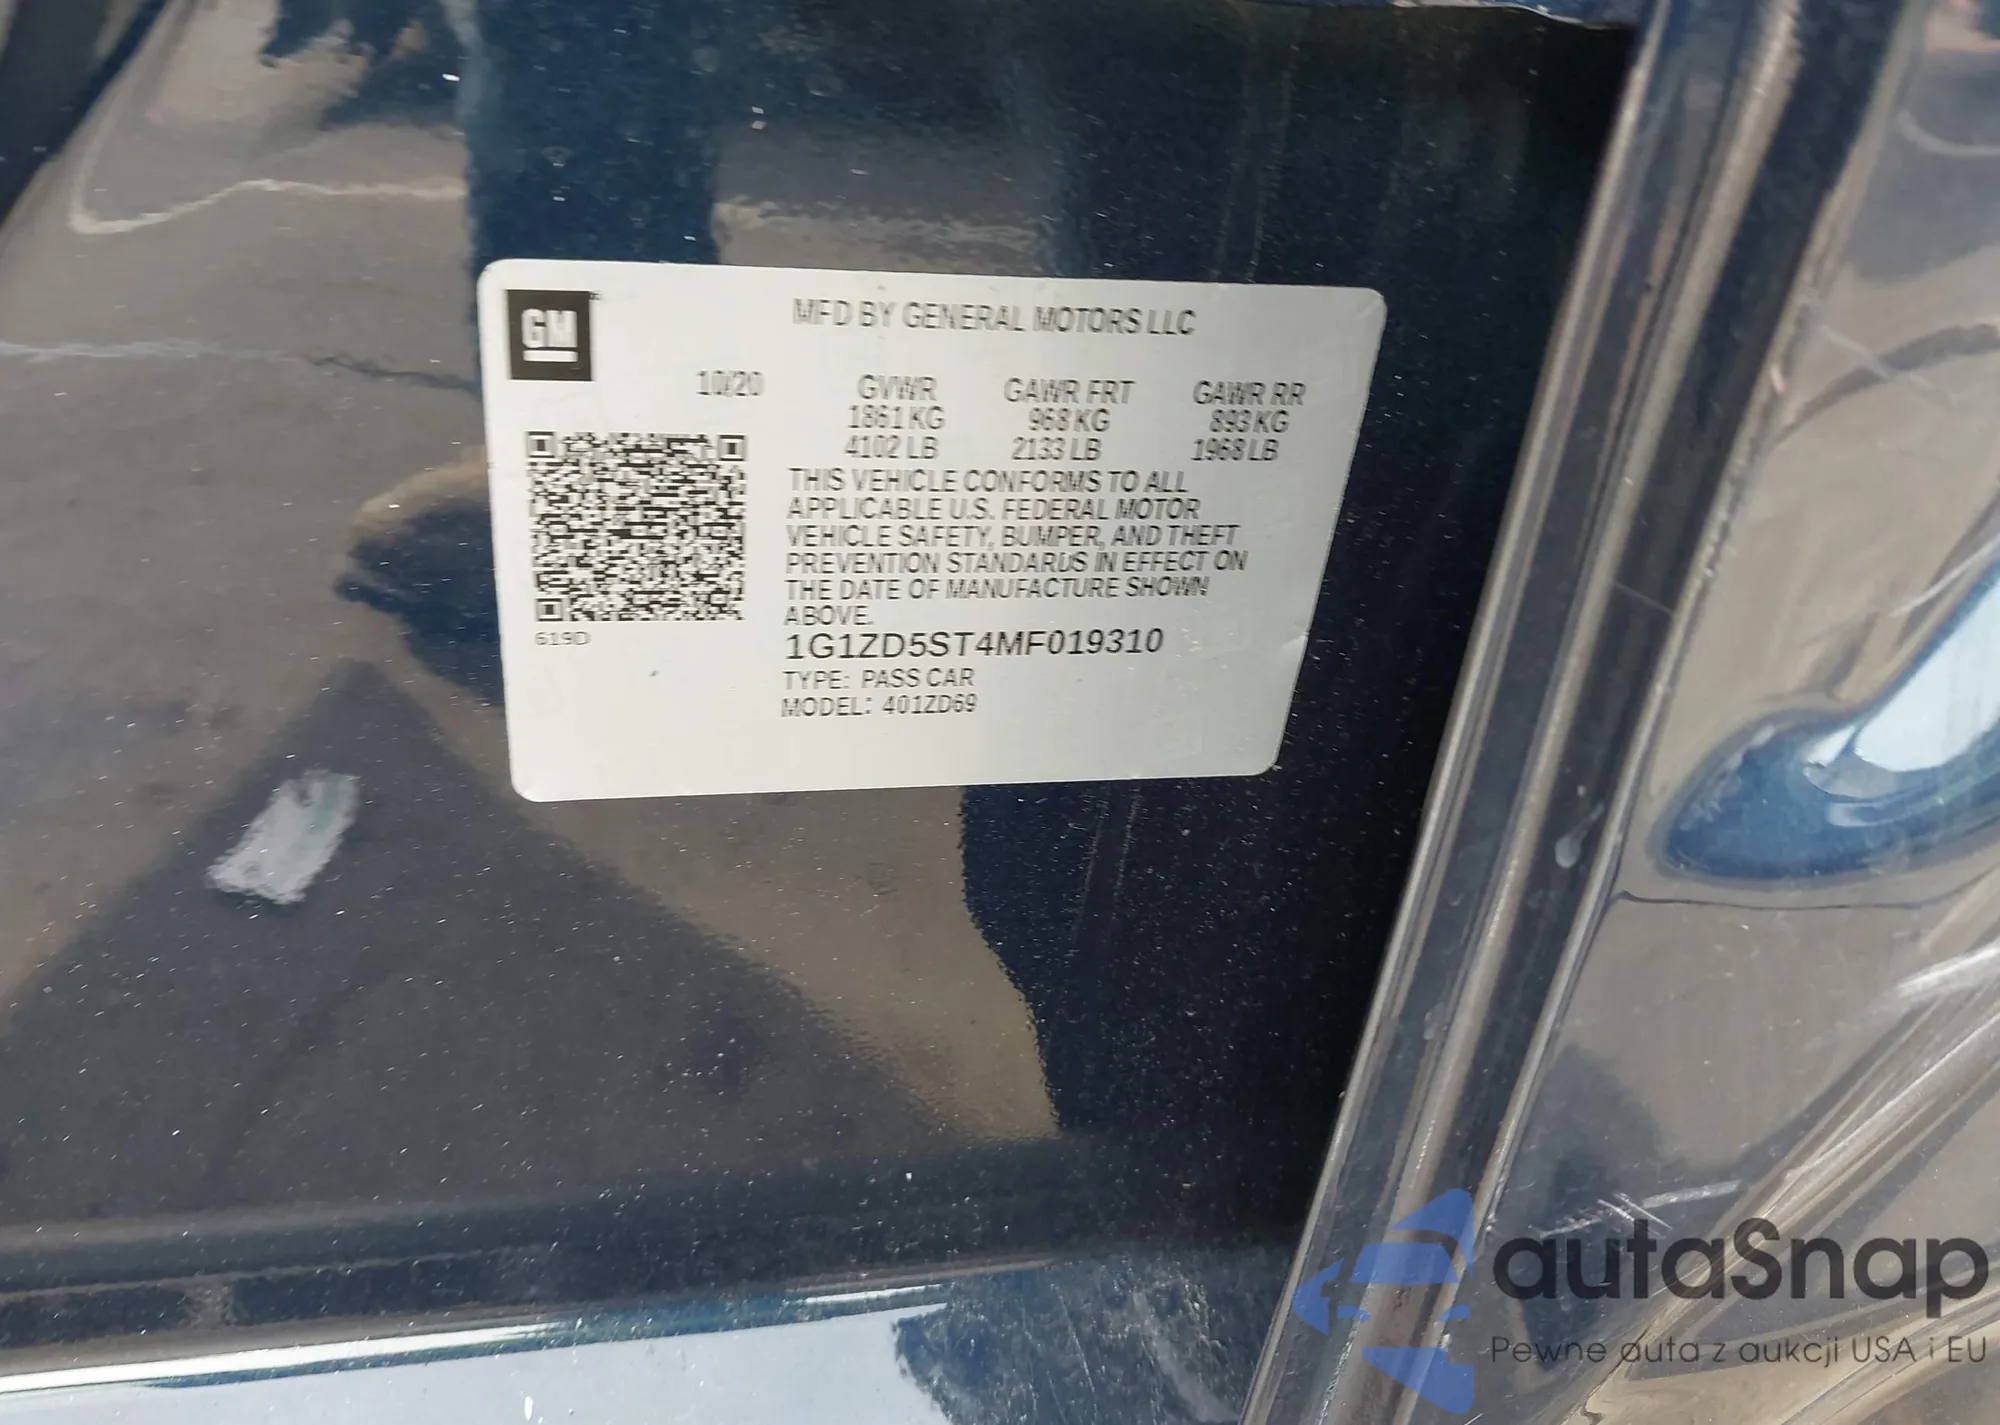 GM
MFD BY GENERAL MOTORS LLC
10/20 GVWR GAWR FRT GAWR RR
1861 KG 968 KG 893 KG
4102 LB 2133 LB 1968 LB
THIS VEHICLE CONFORMS TO ALL
APPLICABLE U.S. FEDERAL MOTOR
VEHICLE SAFETY, BUMPER, AND THEFT
PREVENTION STANDARDS IN EFFECT ON
THE DATE OF MANUFACTURE SHOWN
ABOVE.
619D
1G1ZD5ST4MF019310
TYPE: PASS CAR
MODEL: 401ZD69
autaSnap
Pewne auta z aukcji USA i EU